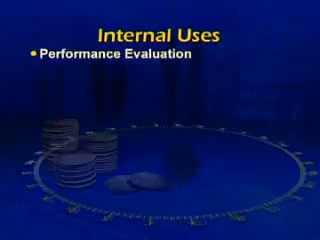 Internal Uses
• Performance Evaluation